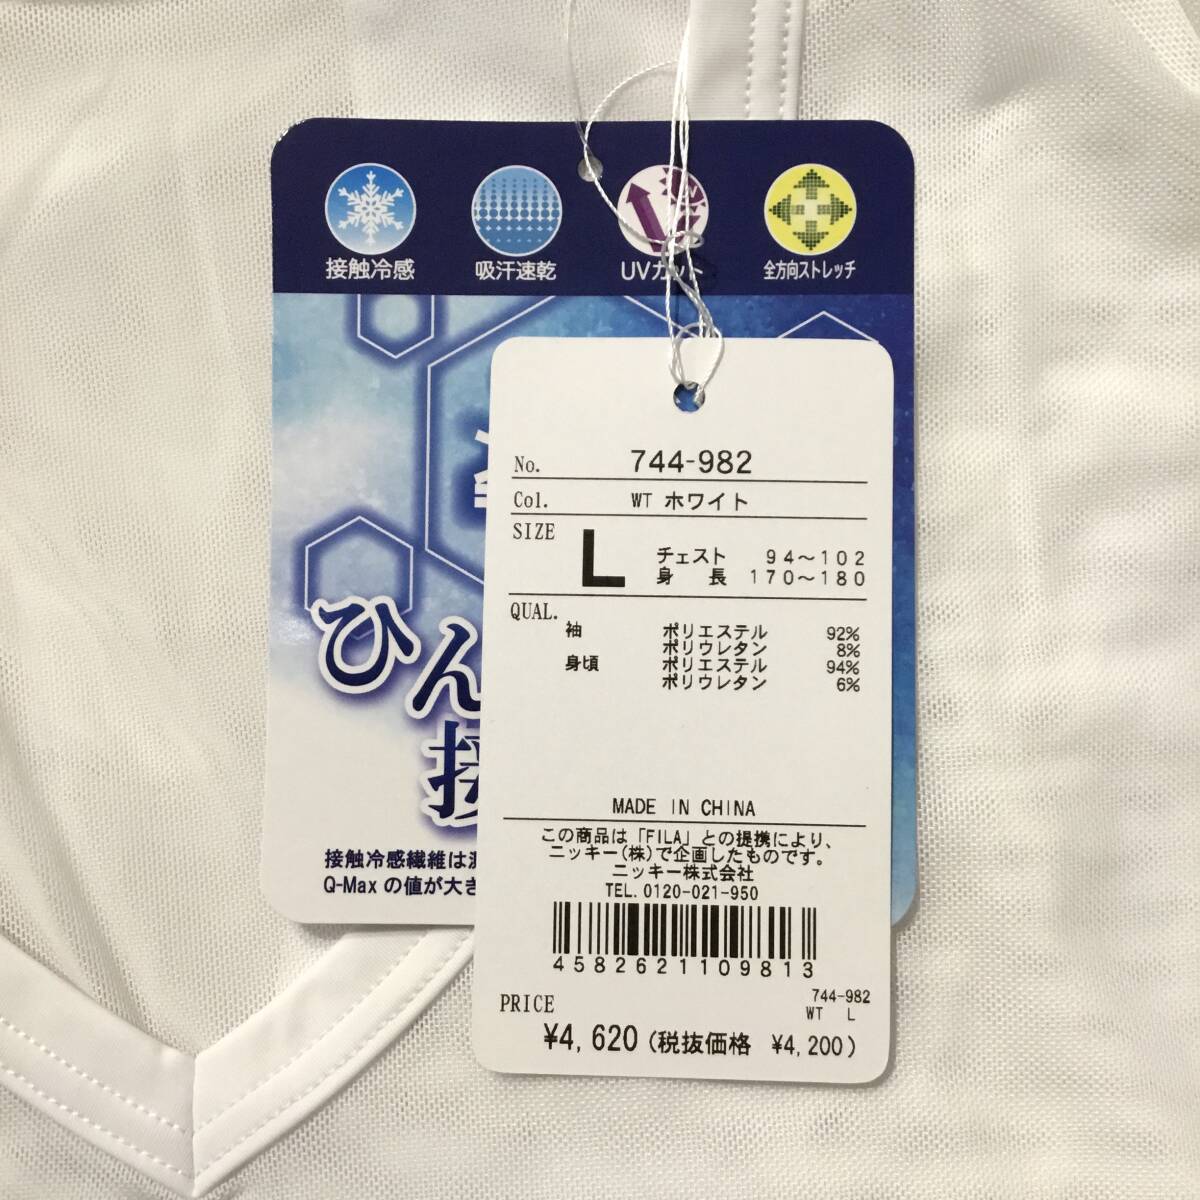 接触冷感
吸汗速乾
UVカット
全方向ストレッチ
ひん
接触冷感繊維は
Q-Max の値が大き
No. 744-982
Col. WT ホワイト
SIZE L チェスト 94～102
身長 170～180
QUAL.
袖 ポリエステル 92%
ポリウレタン 8%
身頃 ポリエステル 94%
ポリウレタン 6%
MADE IN CHINA
この商品は「FILA」との提携により、
ニッキー(株)で企画したものです。
ニッキー株式会社
TEL. 0120-021-950
4582621109813
744-982
WT L
PRICE
¥4,620 (税抜価格 ¥4,200)